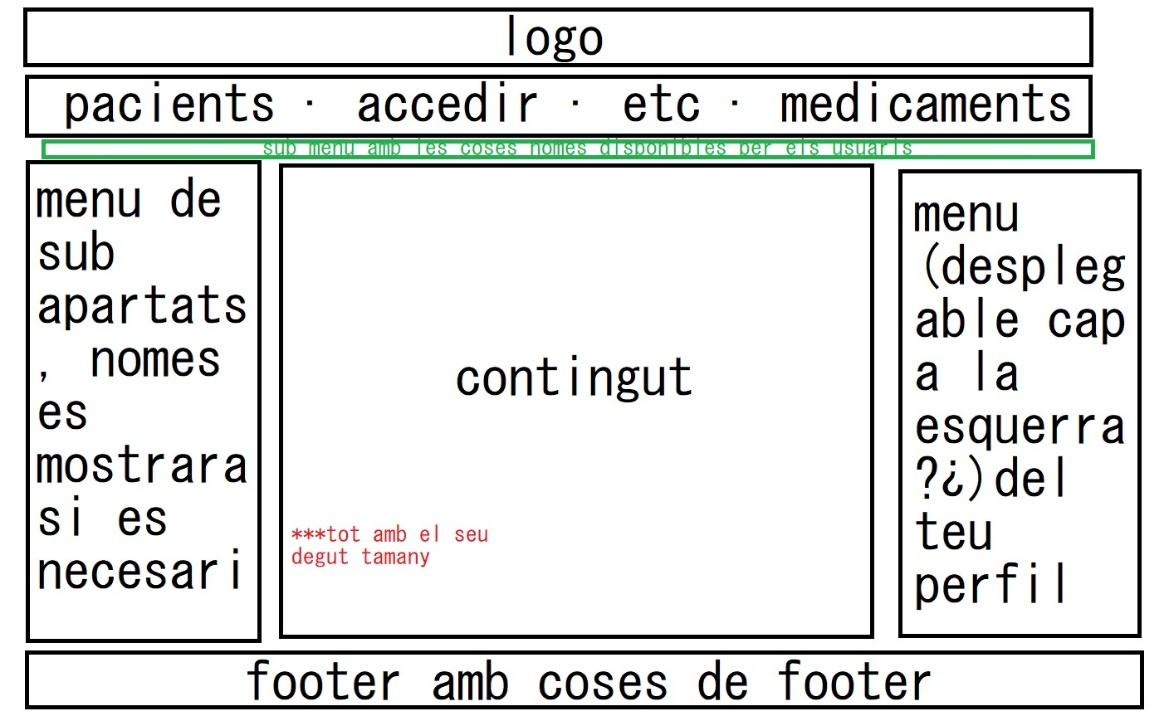 logo
pacients · accedir · etc · medicaments
sub menu amb les coses nomes disponibles per els usuaris
menu de
sub
apartats
, nomes
es
mostrara
si es
necesari
contingut
***tot amb el seu
degut tamany
menu
(despleg
able cap
a la
esquerra
?¿)del
teu
perfil
footer amb coses de footer